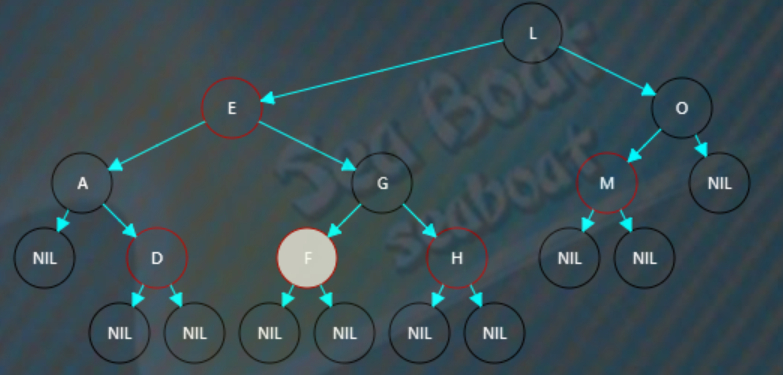 L
E O
A G M NIL
NIL D F H NIL NIL
NIL NIL NIL NIL NIL NIL
Sea Boat
seaboat